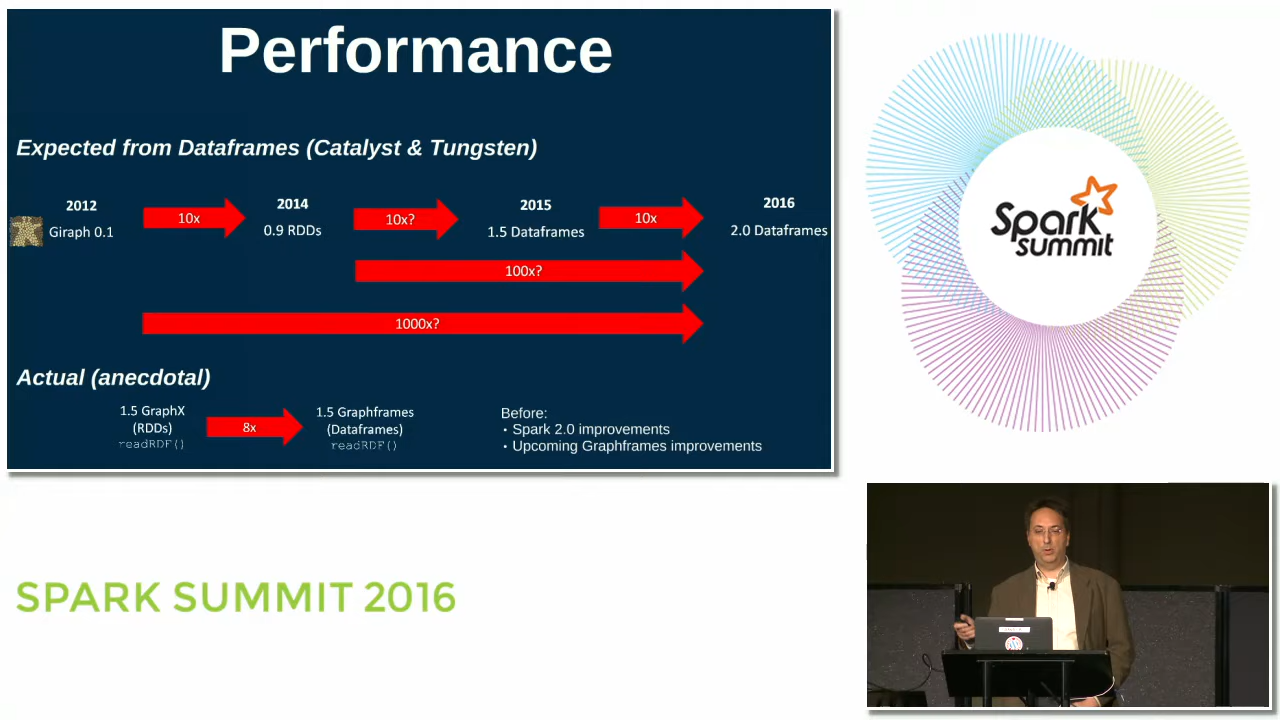 Performance
Expected from Dataframes (Catalyst & Tungsten)
2012
Giraph 0.1
10x
2014
0.9 RDDs
10x?
2015
1.5 Dataframes
10x
2016
2.0 Dataframes
100x?
1000x?
Actual (anecdotal)
1.5 GraphX
(RDDs)
readRDF()
8x
1.5 Graphframes
(Dataframes)
readRDF()
Before:
• Spark 2.0 improvements
• Upcoming Graphframes improvements
Spark
summit
SPARK SUMMIT 2016